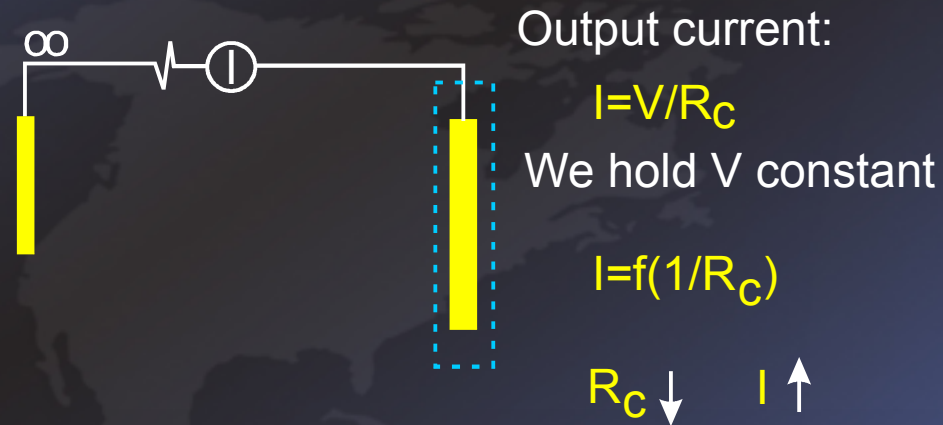 ∞
I
Output current:
I=V/RC
We hold V constant
I=f(1/RC)
RC ↓ I ↑